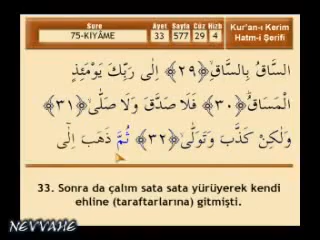 Sure Ayet Sayfa Cüz Hizb
75-KIYÂME 33 577 29 4
Kur'an-ı Kerim
Hatm-i Şerifi
السَّاقُ بِالسَّاقِۙ ﴿٢٩﴾ اِلٰى رَبِّكَ يَوْمَئِذٍ
الْمَسَاقُ ﴿٣٠﴾ فَلَا صَدَّقَ وَلَا صَلّٰىۙ ﴿٣١﴾
وَلٰكِنْ كَذَّبَ وَتَوَلّٰىۙ ﴿٣٢﴾ ثُمَّ ذَهَبَ اِلٰٓى
33. Sonra da çalım sata sata yürüyerek kendi
ehline (taraftarlarına) gitmişti.
NEVVAHE